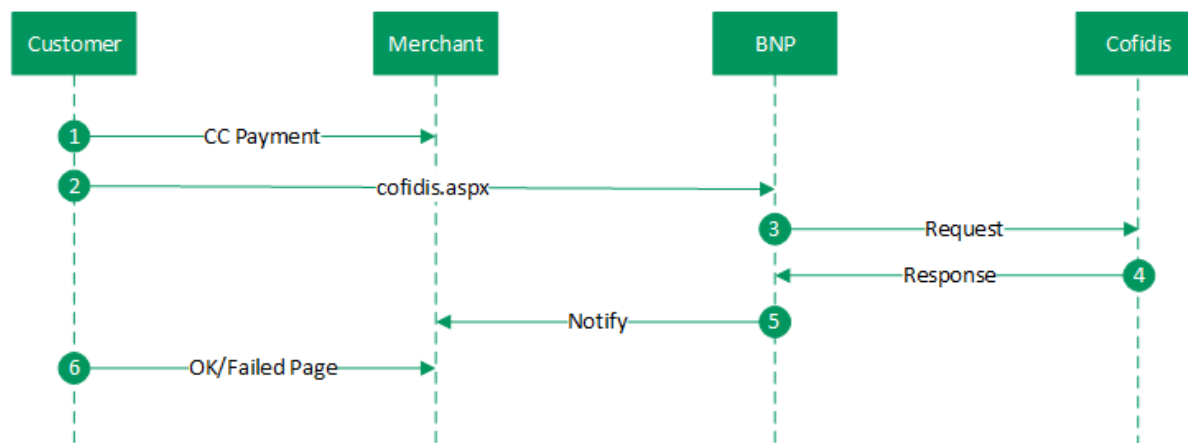 Customer
Merchant
BNP
Cofidis
1
CC Payment
2
cofidis.aspx
3
Request
Response
4
Notify
5
6
OK/Failed Page